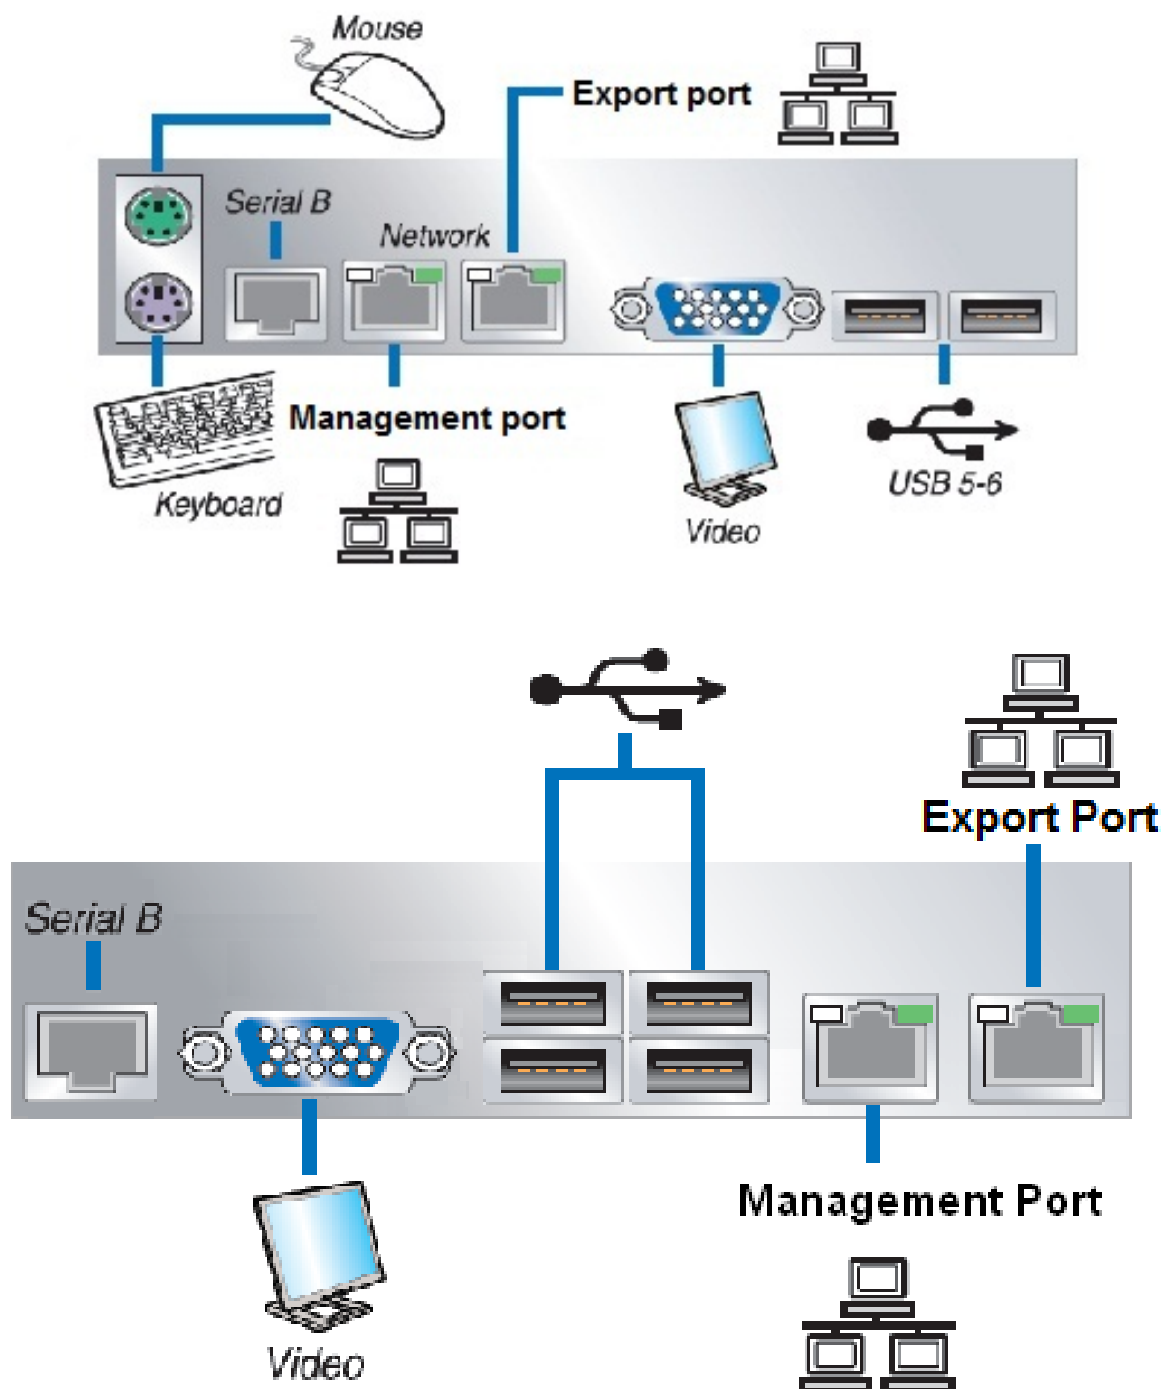 Mouse
Export port
Serial B
Network
Management port
Keyboard
USB 5-6
Video
Export Port
Serial B
Management Port
Video